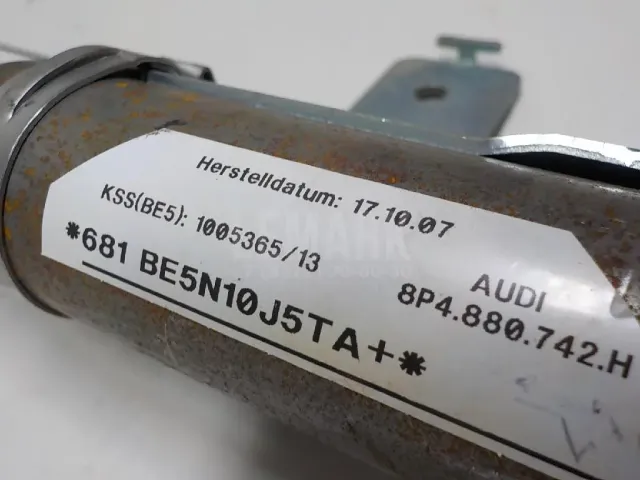 Herstelldatum: 17.10.07
KSS(BE5): 1005365/13
*681 BE5N10J5TA+*
AUDI
8P4.880.742.H